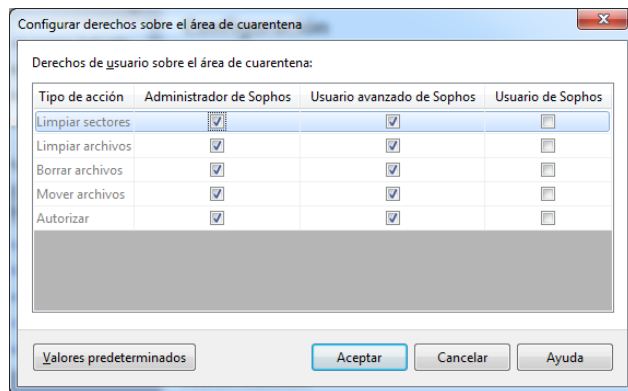 Configurar derechos sobre el área de cuarentena
Derechos de usuario sobre el área de cuarentena:
Tipo de acción Administrador de Sophos Usuario avanzado de Sophos Usuario de Sophos
Limpiar sectores
Limpiar archivos
Borrar archivos
Mover archivos
Autorizar
Valores predeterminados Aceptar Cancelar Ayuda